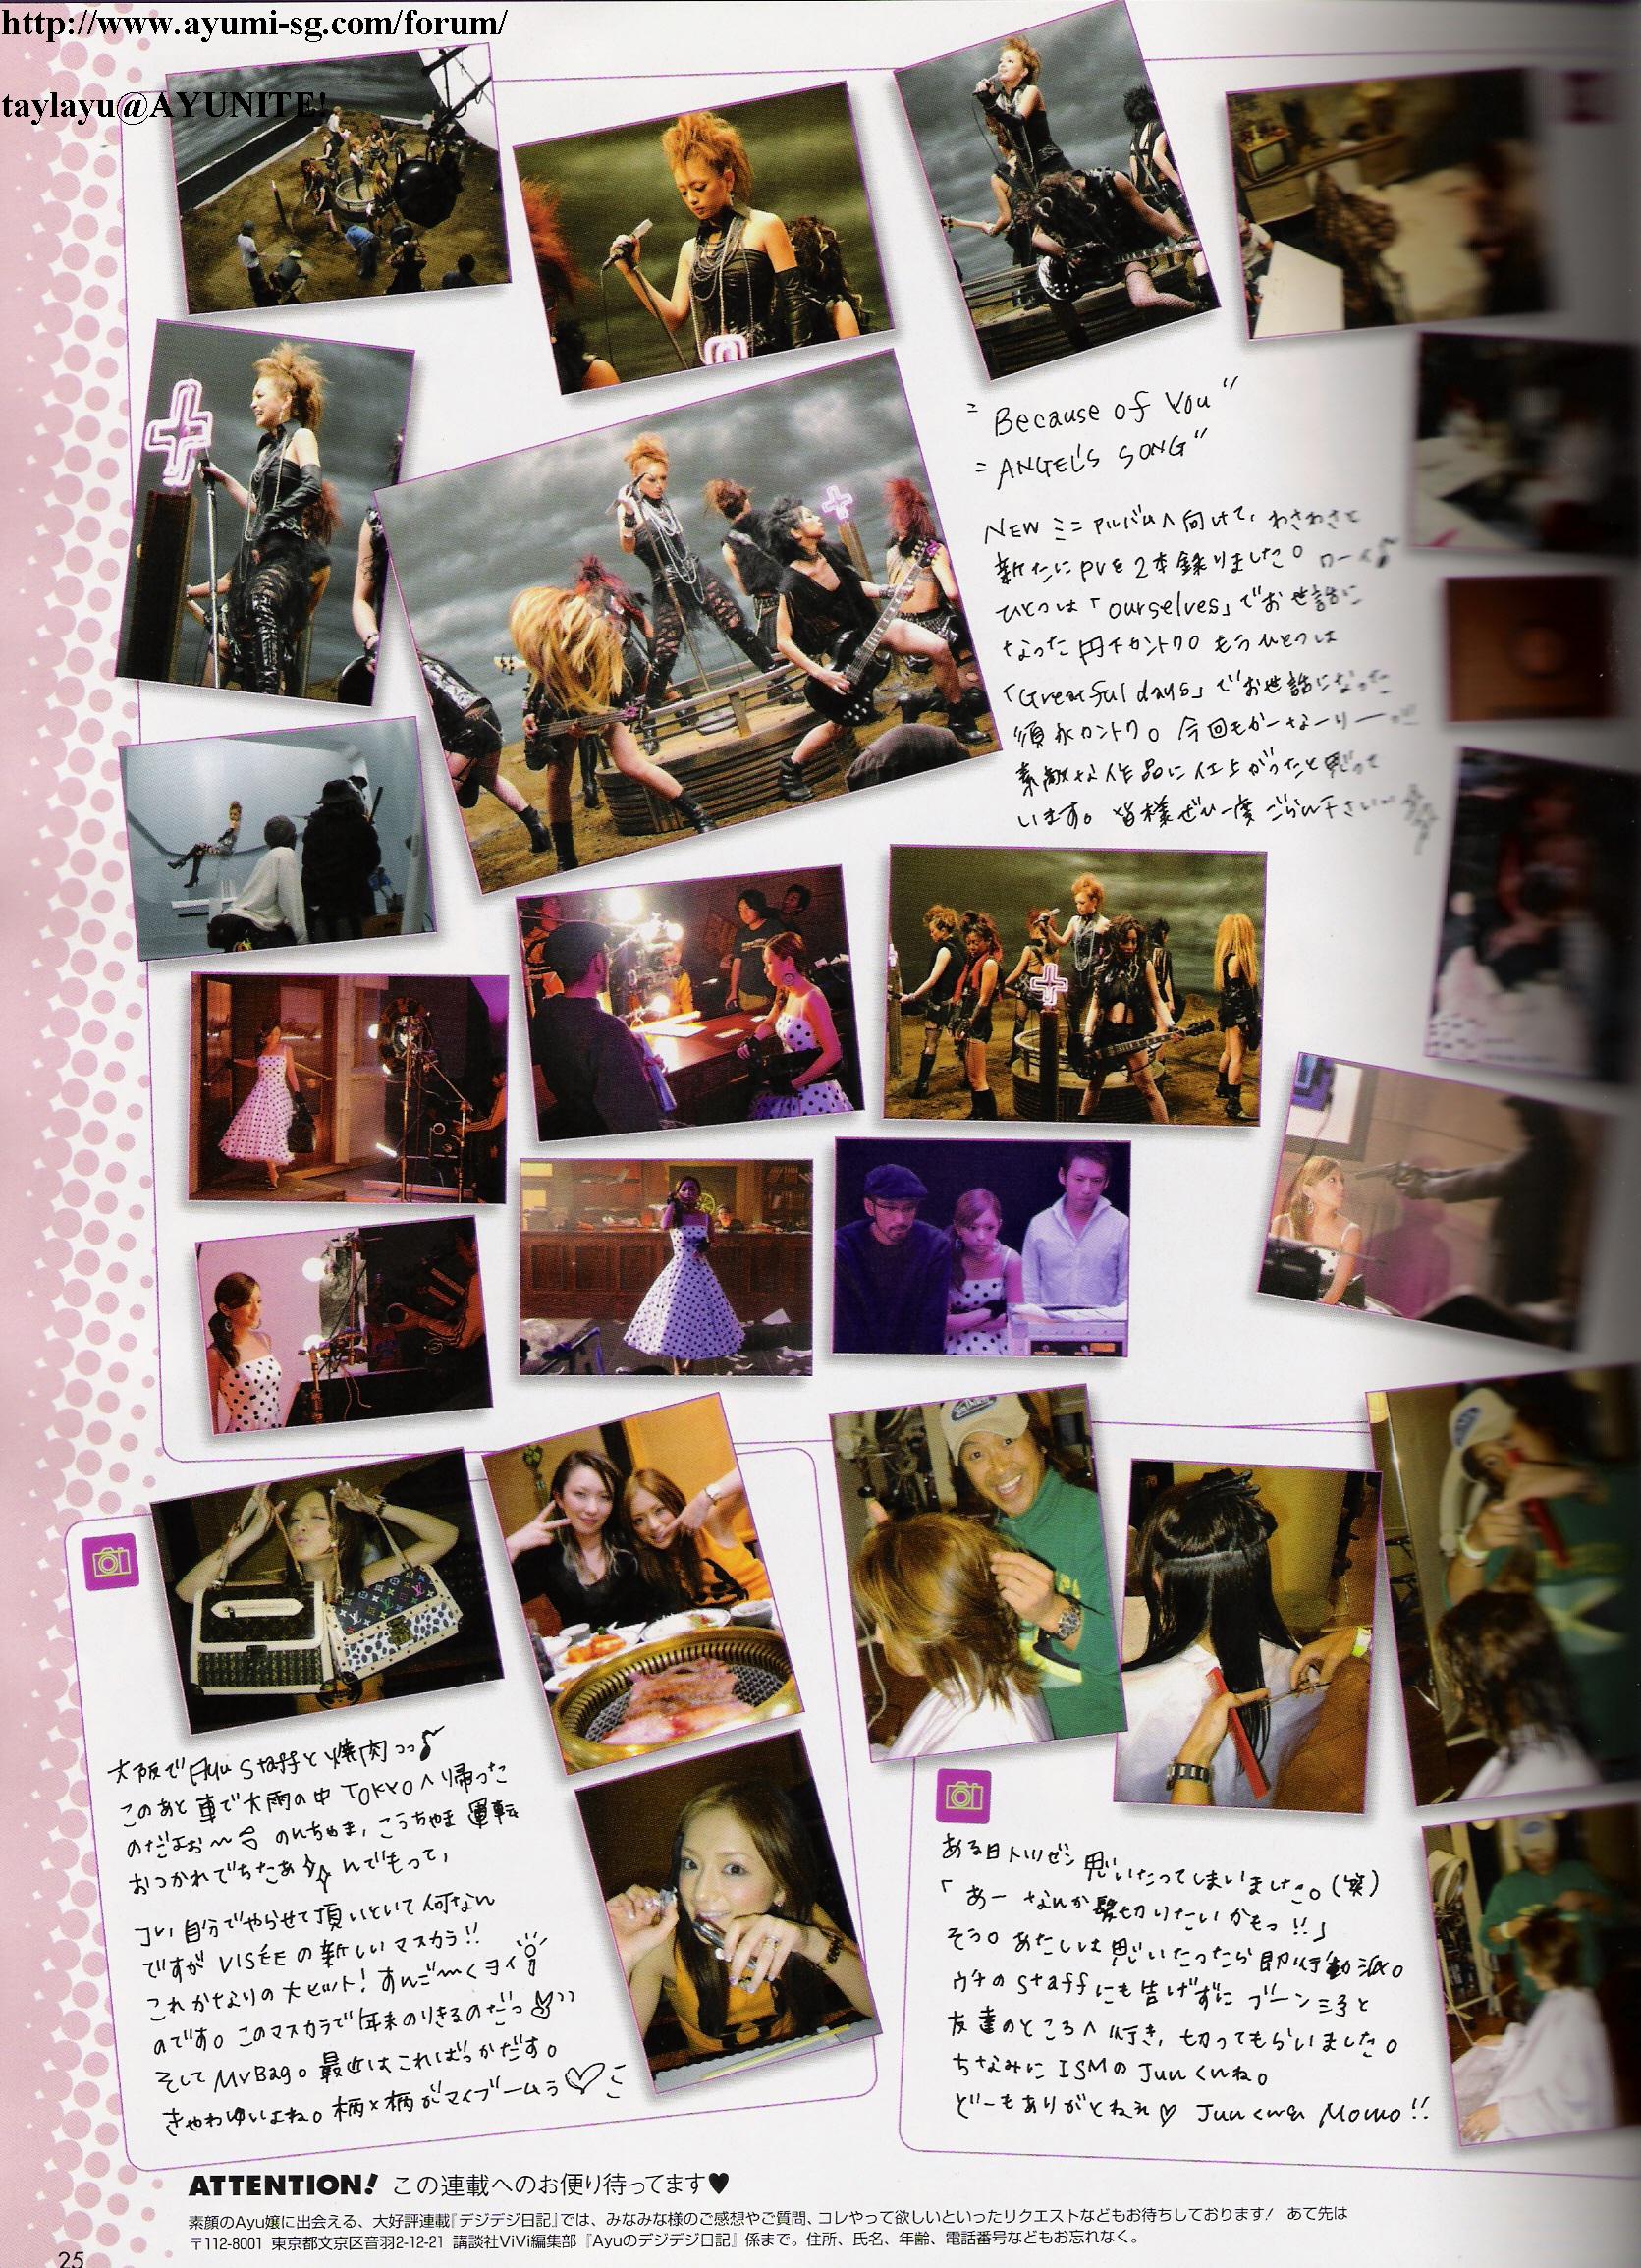 http://www.ayumi-sg.com/forum/
taylayu@AYUNITE!
"Because of You"
"ANGEL'S SONG"
NEW ミニアルバムへ向けて、わさわさと
新たにPVを2本録りました。
ひとつは「ourselves」でお世話に
なった円チカントク。もうひとつは
「Greatful days」でお世話になった
須永カントク。今回もかーなーりー
素敵な作品に仕上がったと思って
います。皆様ぜひ一度ごらん下さい
大阪でAyu Staffと焼肉っっ♪
このあと車で大雨の中TOKYOへ帰った
のだよぉ〜 のんちゃま、こうちゃま運転
おつかれでちたぁ んでもって、
コレ自分でやらせて頂いといて何なん
ですがVISÉEの新しいマスカラ!!
これかなりの大ヒット!すんご〜くヨイ
のです。このマスカラで年末のりきるのだっ
そしてMy Bag。最近はこればっかだす。
きゃわゆいよね。柄×柄がマイブームラ♡
ある日トツゼン思いたってしまいました。(笑)
「あーなんか髪切りたいかもっ!!」
そう。あたしは思いたったら即行動派。
ウチのstaffにも告げずにブーンミ子と
友達のところへ行き、切ってもらいました。
ちなみにISMのJunくんね。
どーもありがとねぇ♡ Junくん&Momo!!
ATTENTION! この連載へのお便り待ってます♥
素顔のAyu嬢に出会える、大好評連載『デジデジ日記』では、みなみな様のご感想やご質問、コレやって欲しいといったリクエストなどもお待ちしております! あて先は
〒112-8001 東京都文京区音羽2-12-21 講談社ViVi編集部『Ayuのデジデジ日記』係まで。住所、氏名、年齢、電話番号などもお忘れなく。
25